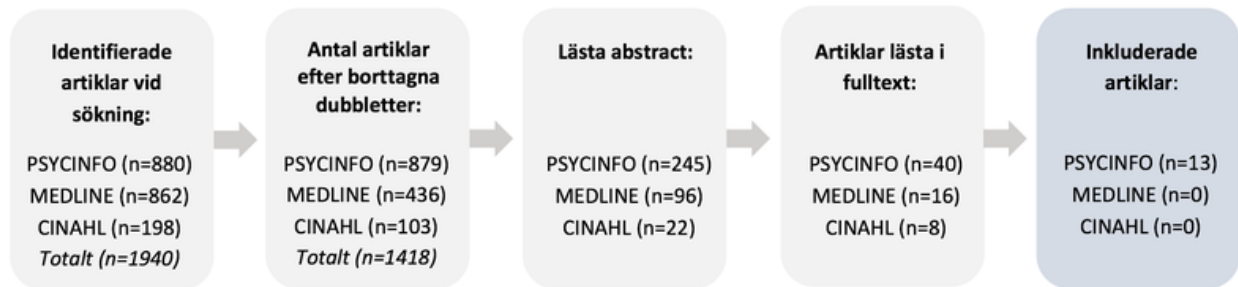 Identifierade
artiklar vid
sökning:
PSYCINFO (n=880)
MEDLINE (n=862)
CINAHL (n=198)
Totalt (n=1940)
Antal artiklar
efter borttagna
dubbletter:
PSYCINFO (n=879)
MEDLINE (n=436)
CINAHL (n=103)
Totalt (n=1418)
Lästa abstract:
PSYCINFO (n=245)
MEDLINE (n=96)
CINAHL (n=22)
Artiklar lästa i
fulltext:
PSYCINFO (n=40)
MEDLINE (n=16)
CINAHL (n=8)
Inkluderade
artiklar:
PSYCINFO (n=13)
MEDLINE (n=0)
CINAHL (n=0)